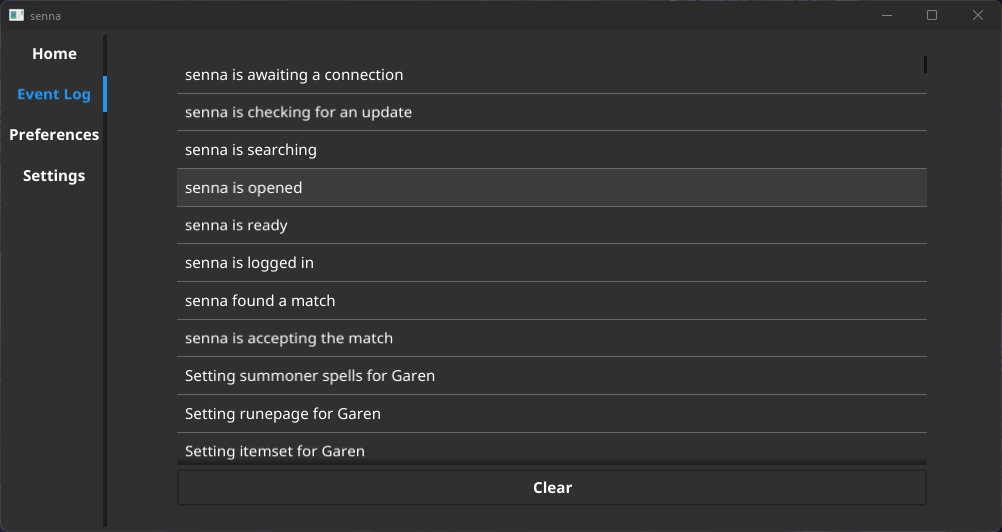 senna
Home
Event Log
Preferences
Settings
senna is awaiting a connection
senna is checking for an update
senna is searching
senna is opened
senna is ready
senna is logged in
senna found a match
senna is accepting the match
Setting summoner spells for Garen
Setting runepage for Garen
Setting itemset for Garen
Clear